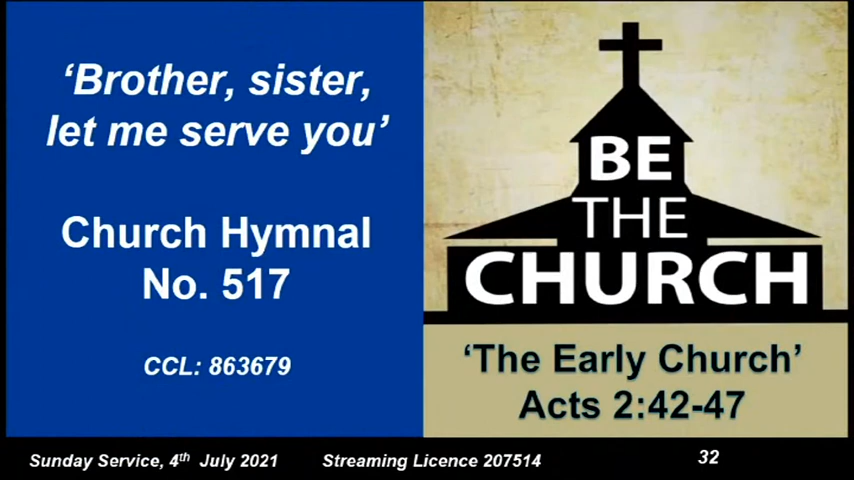 ‘Brother, sister,
let me serve you’
Church Hymnal
No. 517
CCL: 863679
BE
THE
CHURCH
‘The Early Church’
Acts 2:42-47
Sunday Service, 4th July 2021
Streaming Licence 207514
32